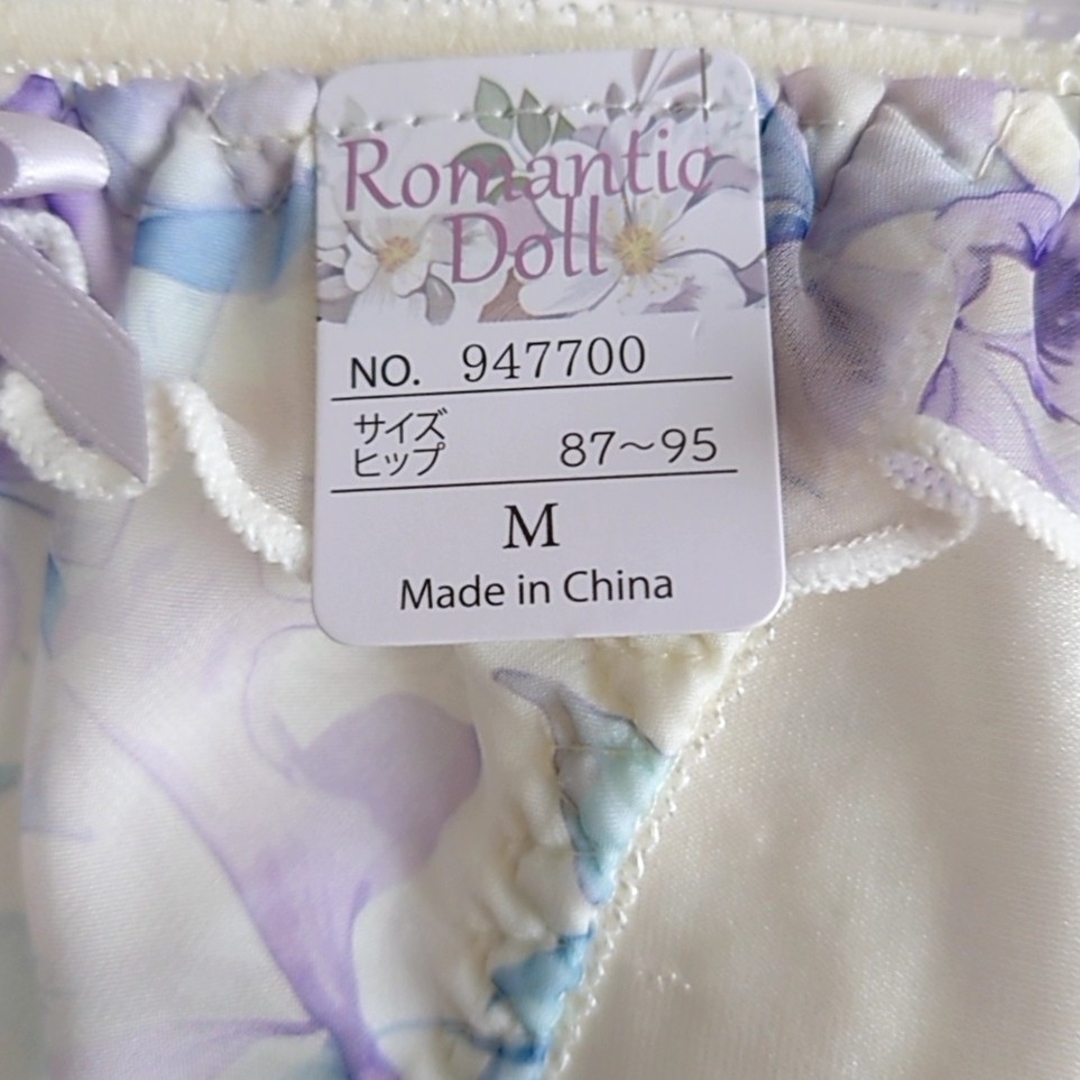 Romantic
Doll
NO. 947700
サイズ
ヒップ 87～95
M
Made in China